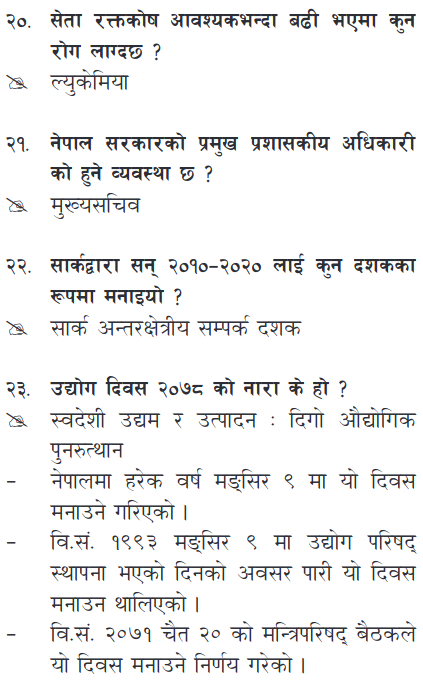 २०. सेता रक्तकोष आवश्यकभन्दा बढी भएमा कुन
रोग लाग्दछ ?
ल्युकेमिया
२१. नेपाल सरकारको प्रमुख प्रशासकीय अधिकारी
को हुने व्यवस्था छ ?
मुख्यसचिव
२२. सार्कद्वारा सन् २०१०-२०२० लाई कुन दशकका
रूपमा मनाइयो ?
सार्क अन्तरक्षेत्रीय सम्पर्क दशक
२३. उद्योग दिवस २०७८ को नारा के हो ?
स्वदेशी उद्यम र उत्पादन : दिगो औद्योगिक
पुनरुत्थान
– नेपालमा हरेक वर्ष मङ्सिर ९ मा यो दिवस
मनाउने गरिएको ।
– वि.सं. १९९३ मङ्सिर ९ मा उद्योग परिषद्
स्थापना भएको दिनको अवसर पारी यो दिवस
मनाउन थालिएको ।
– वि.सं. २०७१ चैत २० को मन्त्रिपरिषद् बैठकले
यो दिवस मनाउने निर्णय गरेको ।